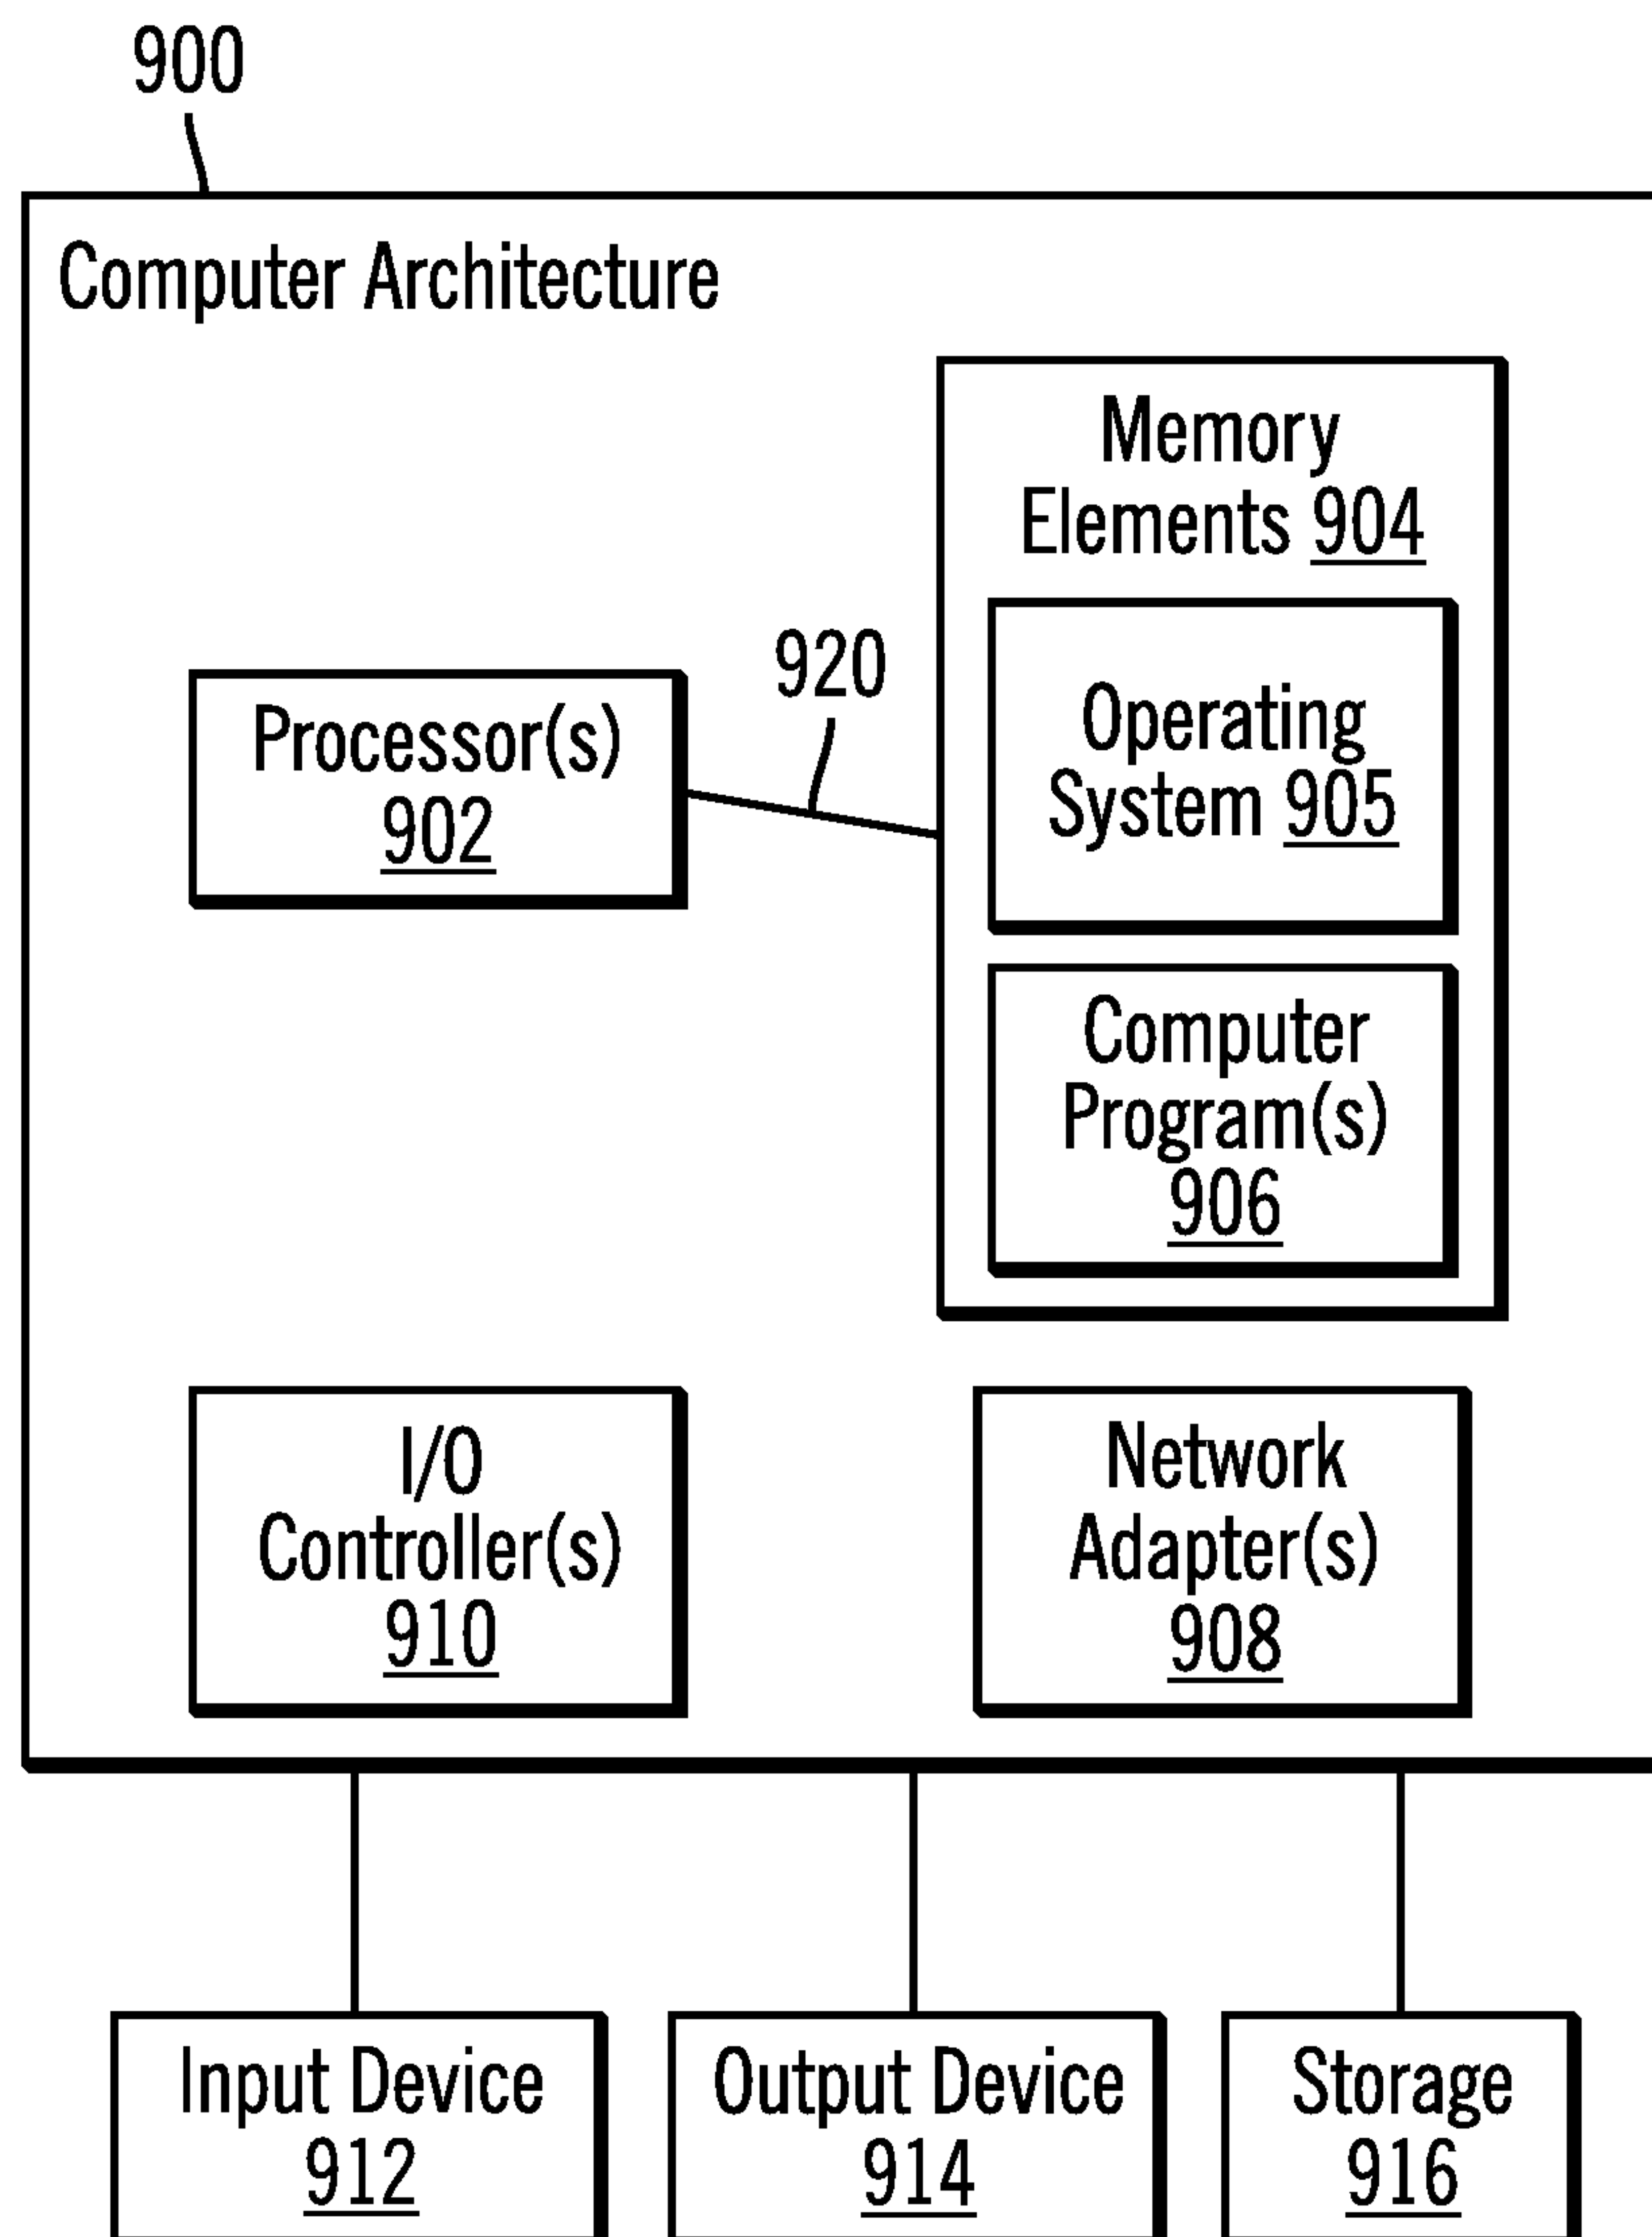 900
Computer Architecture
Memory
Elements 904
920
Processor(s)
902
Operating
System 905
Computer
Program(s)
906
I/O
Controller(s)
910
Network
Adapter(s)
908
Input Device
912
Output Device
914
Storage
916